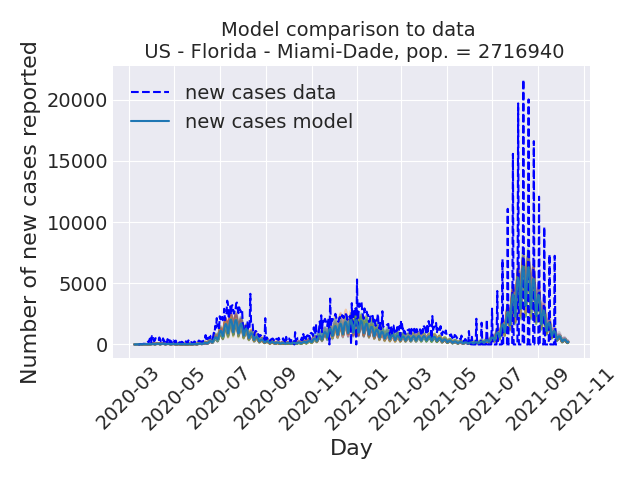 Model comparison to data
US - Florida - Miami-Dade, pop. = 2716940
Number of new cases reported
20000
15000
10000
5000
0
new cases data
new cases model
2020-03
2020-05
2020-07
2020-09
2020-11
2021-01
2021-03
2021-05
2021-07
2021-09
2021-11
Day